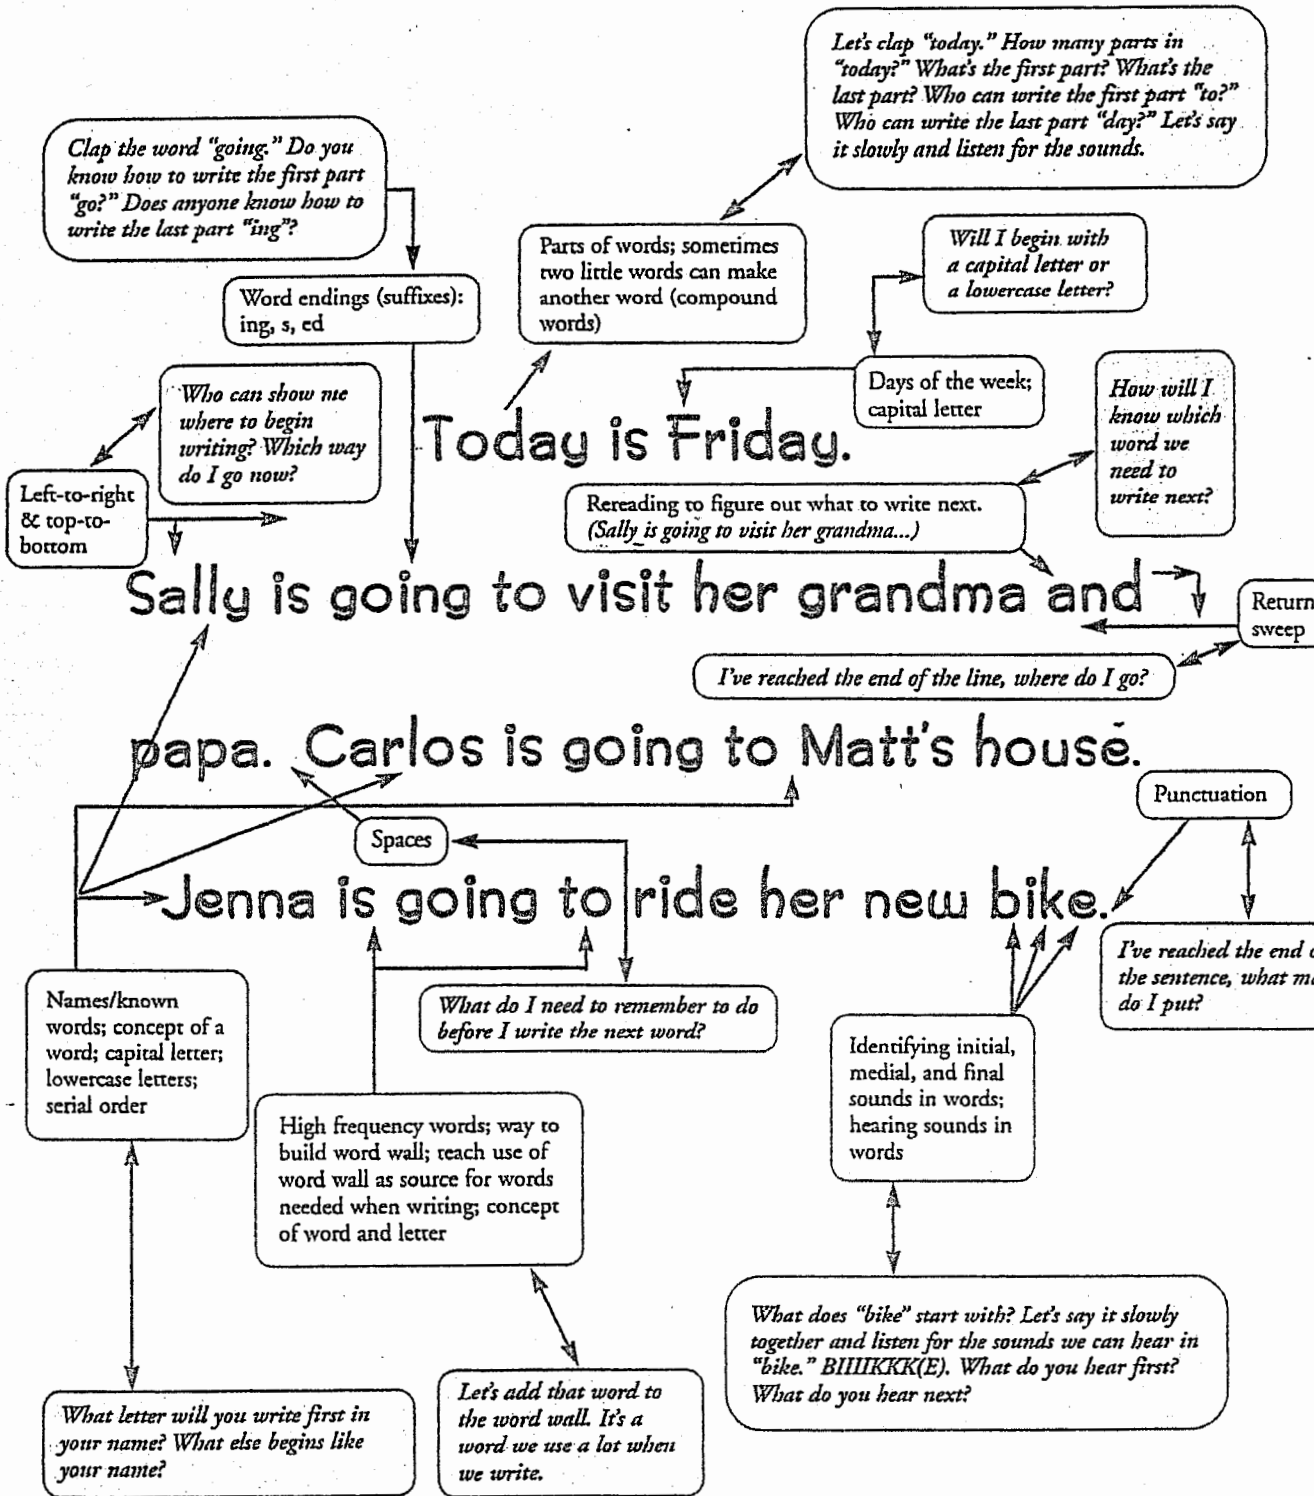 Let's clap "today." How many parts in
"today?" What's the first part? What's the
last part? Who can write the first part "to?"
Who can write the last part "day?" Let's say
it slowly and listen for the sounds.
Clap the word "going." Do you
know how to write the first part
"go?" Does anyone know how to
write the last part "ing"?
Parts of words; sometimes
two little words can make
another word (compound
words)
Will I begin with
a capital letter or
a lowercase letter?
Word endings (suffixes):
ing, s, ed
Days of the week;
capital letter
How will I
know which
word we
need to
write next?
Who can show me
where to begin
writing? Which way
do I go now?
Today is Friday.
Left-to-right
& top-to-
bottom
Rereading to figure out what to write next.
(Sally is going to visit her grandma...)
Sally is going to visit her grandma and
Return
sweep
I've reached the end of the line, where do I go?
papa. Carlos is going to Matt's house.
Punctuation
Spaces
Jenna is going to ride her new bike.
I've reached the end
the sentence, what
do I put?
Names/known
words; concept of a
word; capital letter;
lowercase letters;
serial order
What do I need to remember to do
before I write the next word?
Identifying initial,
medial, and final
sounds in words;
hearing sounds in
words
High frequency words; way to
build word wall; teach use of
word wall as source for words
needed when writing; concept
of word and letter
What does "bike" start with? Let's say it slowly
together and listen for the sounds we can hear in
"bike." BIIIIKKK(E). What do you hear first?
What do you hear next?
What letter will you write first in
your name? What else begins like
your name?
Let's add that word to
the word wall. It's a
word we use a lot when
we write.